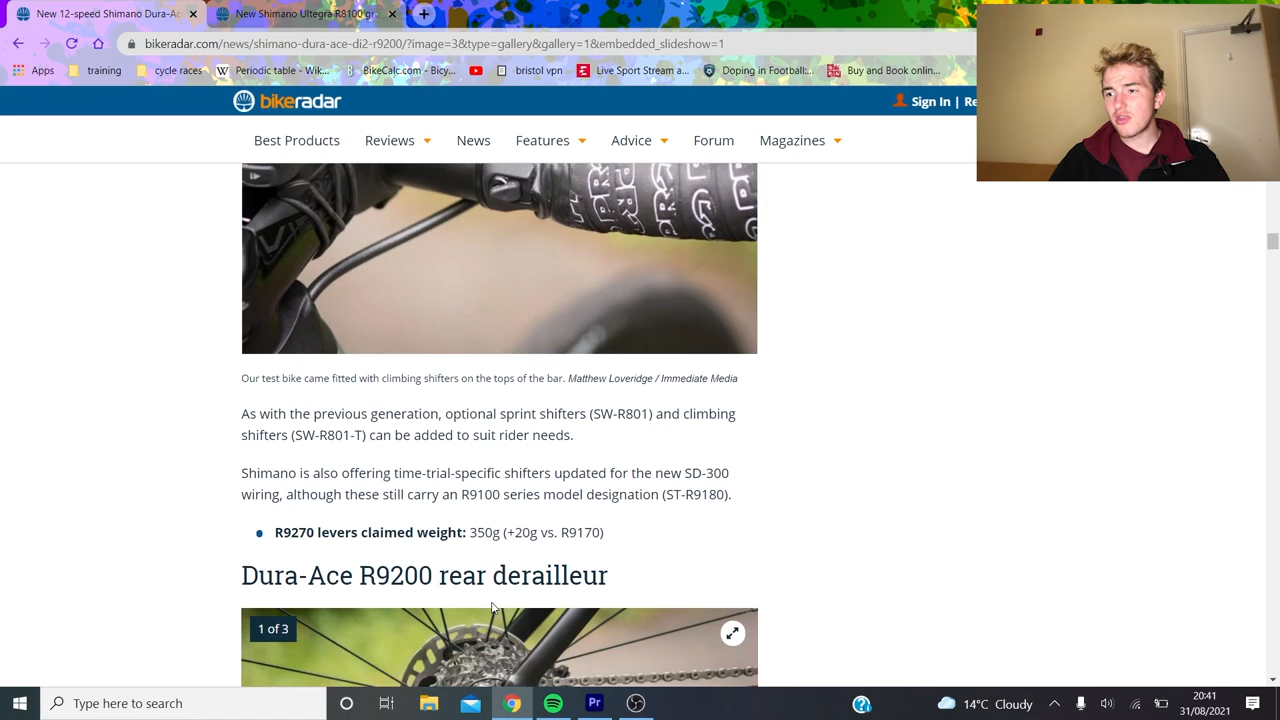 New 12-speed Shimano Dura-Ac
New Shimano Ultegra R8100 gr
bikeradar.com/news/shimano-dura-ace-di2-r9200/?image=3&type=gallery&gallery=1&embedded_slideshow=1
Apps
training
cycle races
Periodic table - Wik...
BikeCalc.com - Bicy...
bristol vpn
Live Sport Stream a...
Doping in Football:...
Buy and Book onlin...
bikeradar
Sign In | Re
Best Products
Reviews
News
Features
Advice
Forum
Magazines
Our test bike came fitted with climbing shifters on the tops of the bar. Matthew Loveridge / Immediate Media
As with the previous generation, optional sprint shifters (SW-R801) and climbing
shifters (SW-R801-T) can be added to suit rider needs.
Shimano is also offering time-trial-specific shifters updated for the new SD-300
wiring, although these still carry an R9100 series model designation (ST-R9180).
R9270 levers claimed weight: 350g (+20g vs. R9170)
Dura-Ace R9200 rear derailleur
1 of 3
Type here to search
Pr
14°C Cloudy
20:41
31/08/2021